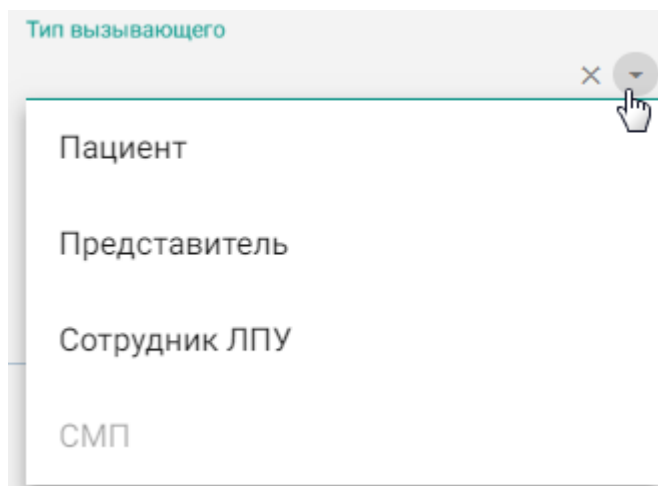 Тип вызывающего
Пациент
Представитель
Сотрудник ЛПУ
СМП